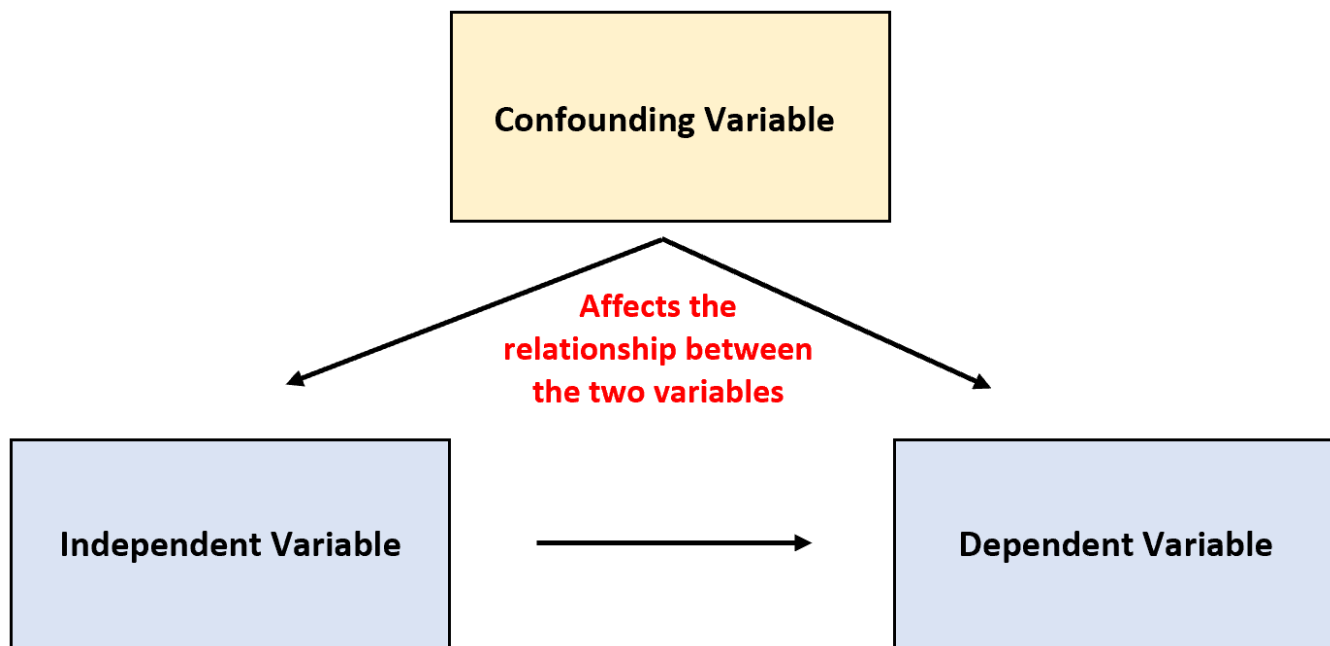 Confounding Variable
Affects the
relationship between
the two variables
Independent Variable
Dependent Variable